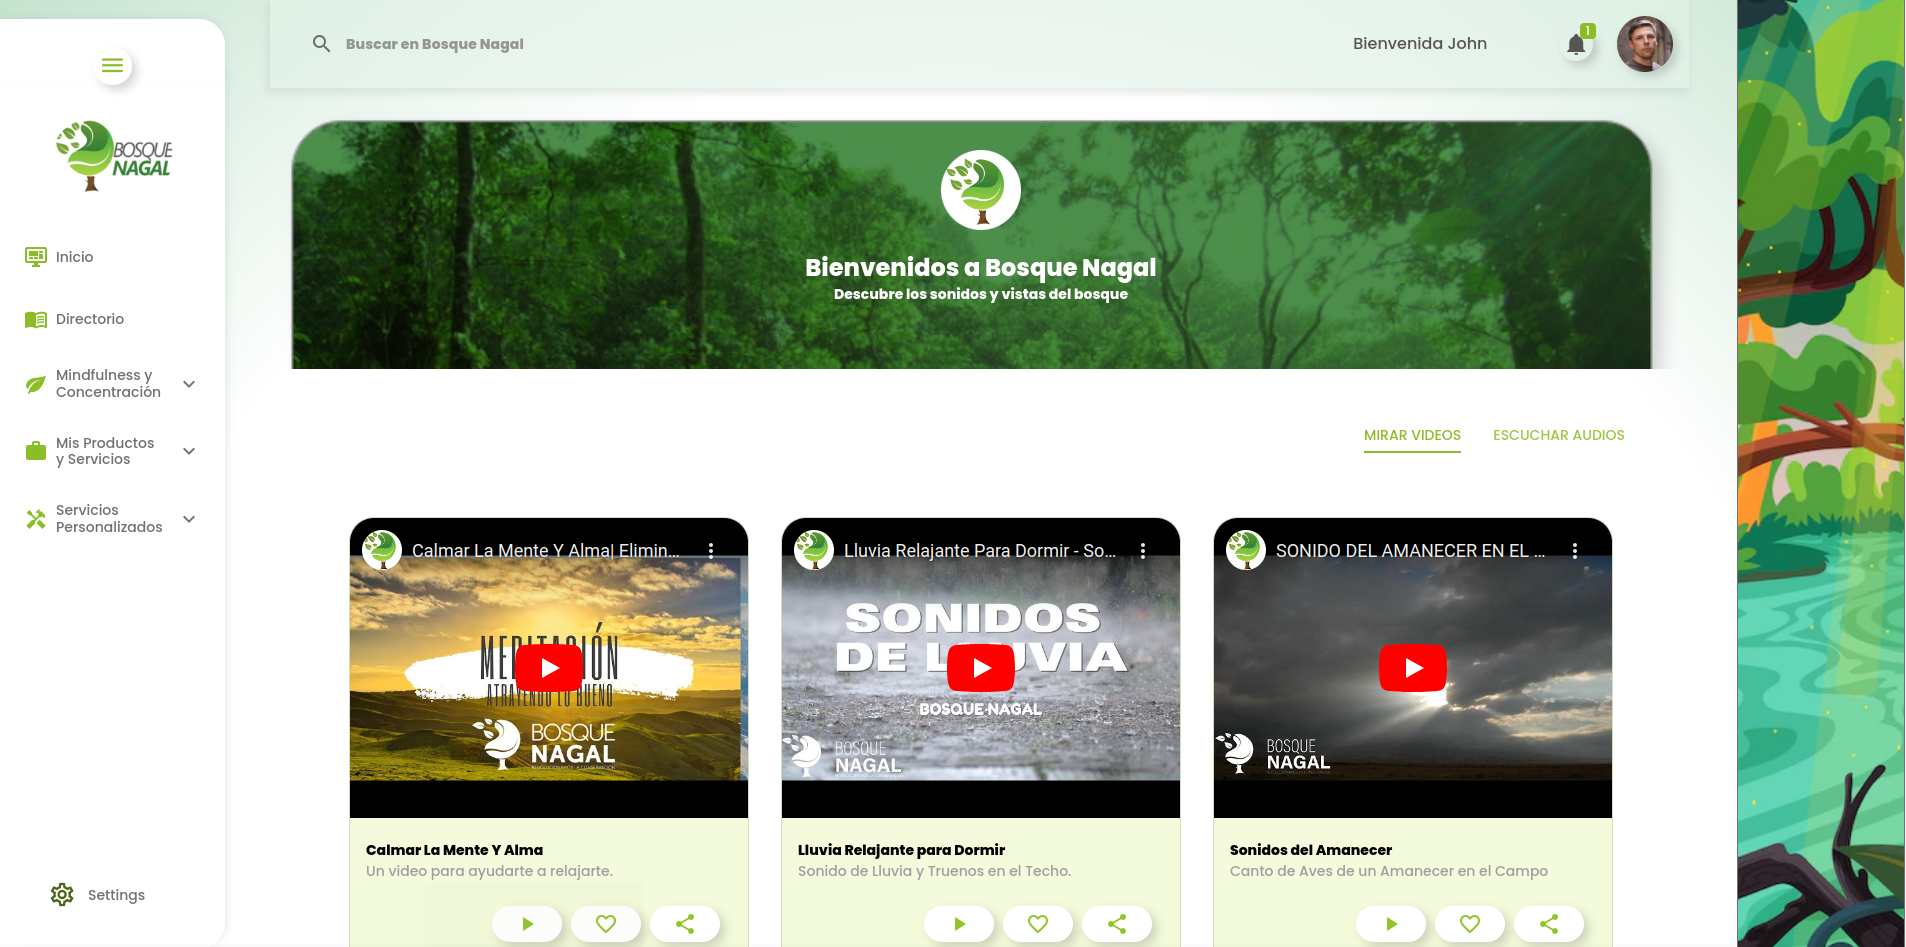 Buscar en Bosque Nagal
Bienvenida John
1
BOSQUE
NAGAL
Inicio
Directorio
Mindfulness y
Concentración
Mis Productos
y Servicios
Servicios
Personalizados
Settings
Bienvenidos a Bosque Nagal
Descubre los sonidos y vistas del bosque
MIRAR VIDEOS
ESCUCHAR AUDIOS
Calmar La Mente Y Alma| Elimin...
MEDITACIÓN
ATRAYENDO LO BUENO
BOSQUE
NAGAL
Calmar La Mente Y Alma
Un video para ayudarte a relajarte.
Lluvia Relajante Para Dormir - So...
SONIDOS
DE LLUVIA
BOSQUE-NAGAL
BOSQUE
NAGAL
Lluvia Relajante para Dormir
Sonido de Lluvia y Truenos en el Techo.
SONIDO DEL AMANECER EN EL ...
BOSQUE
NAGAL
Sonidos del Amanecer
Canto de Aves de un Amanecer en el Campo